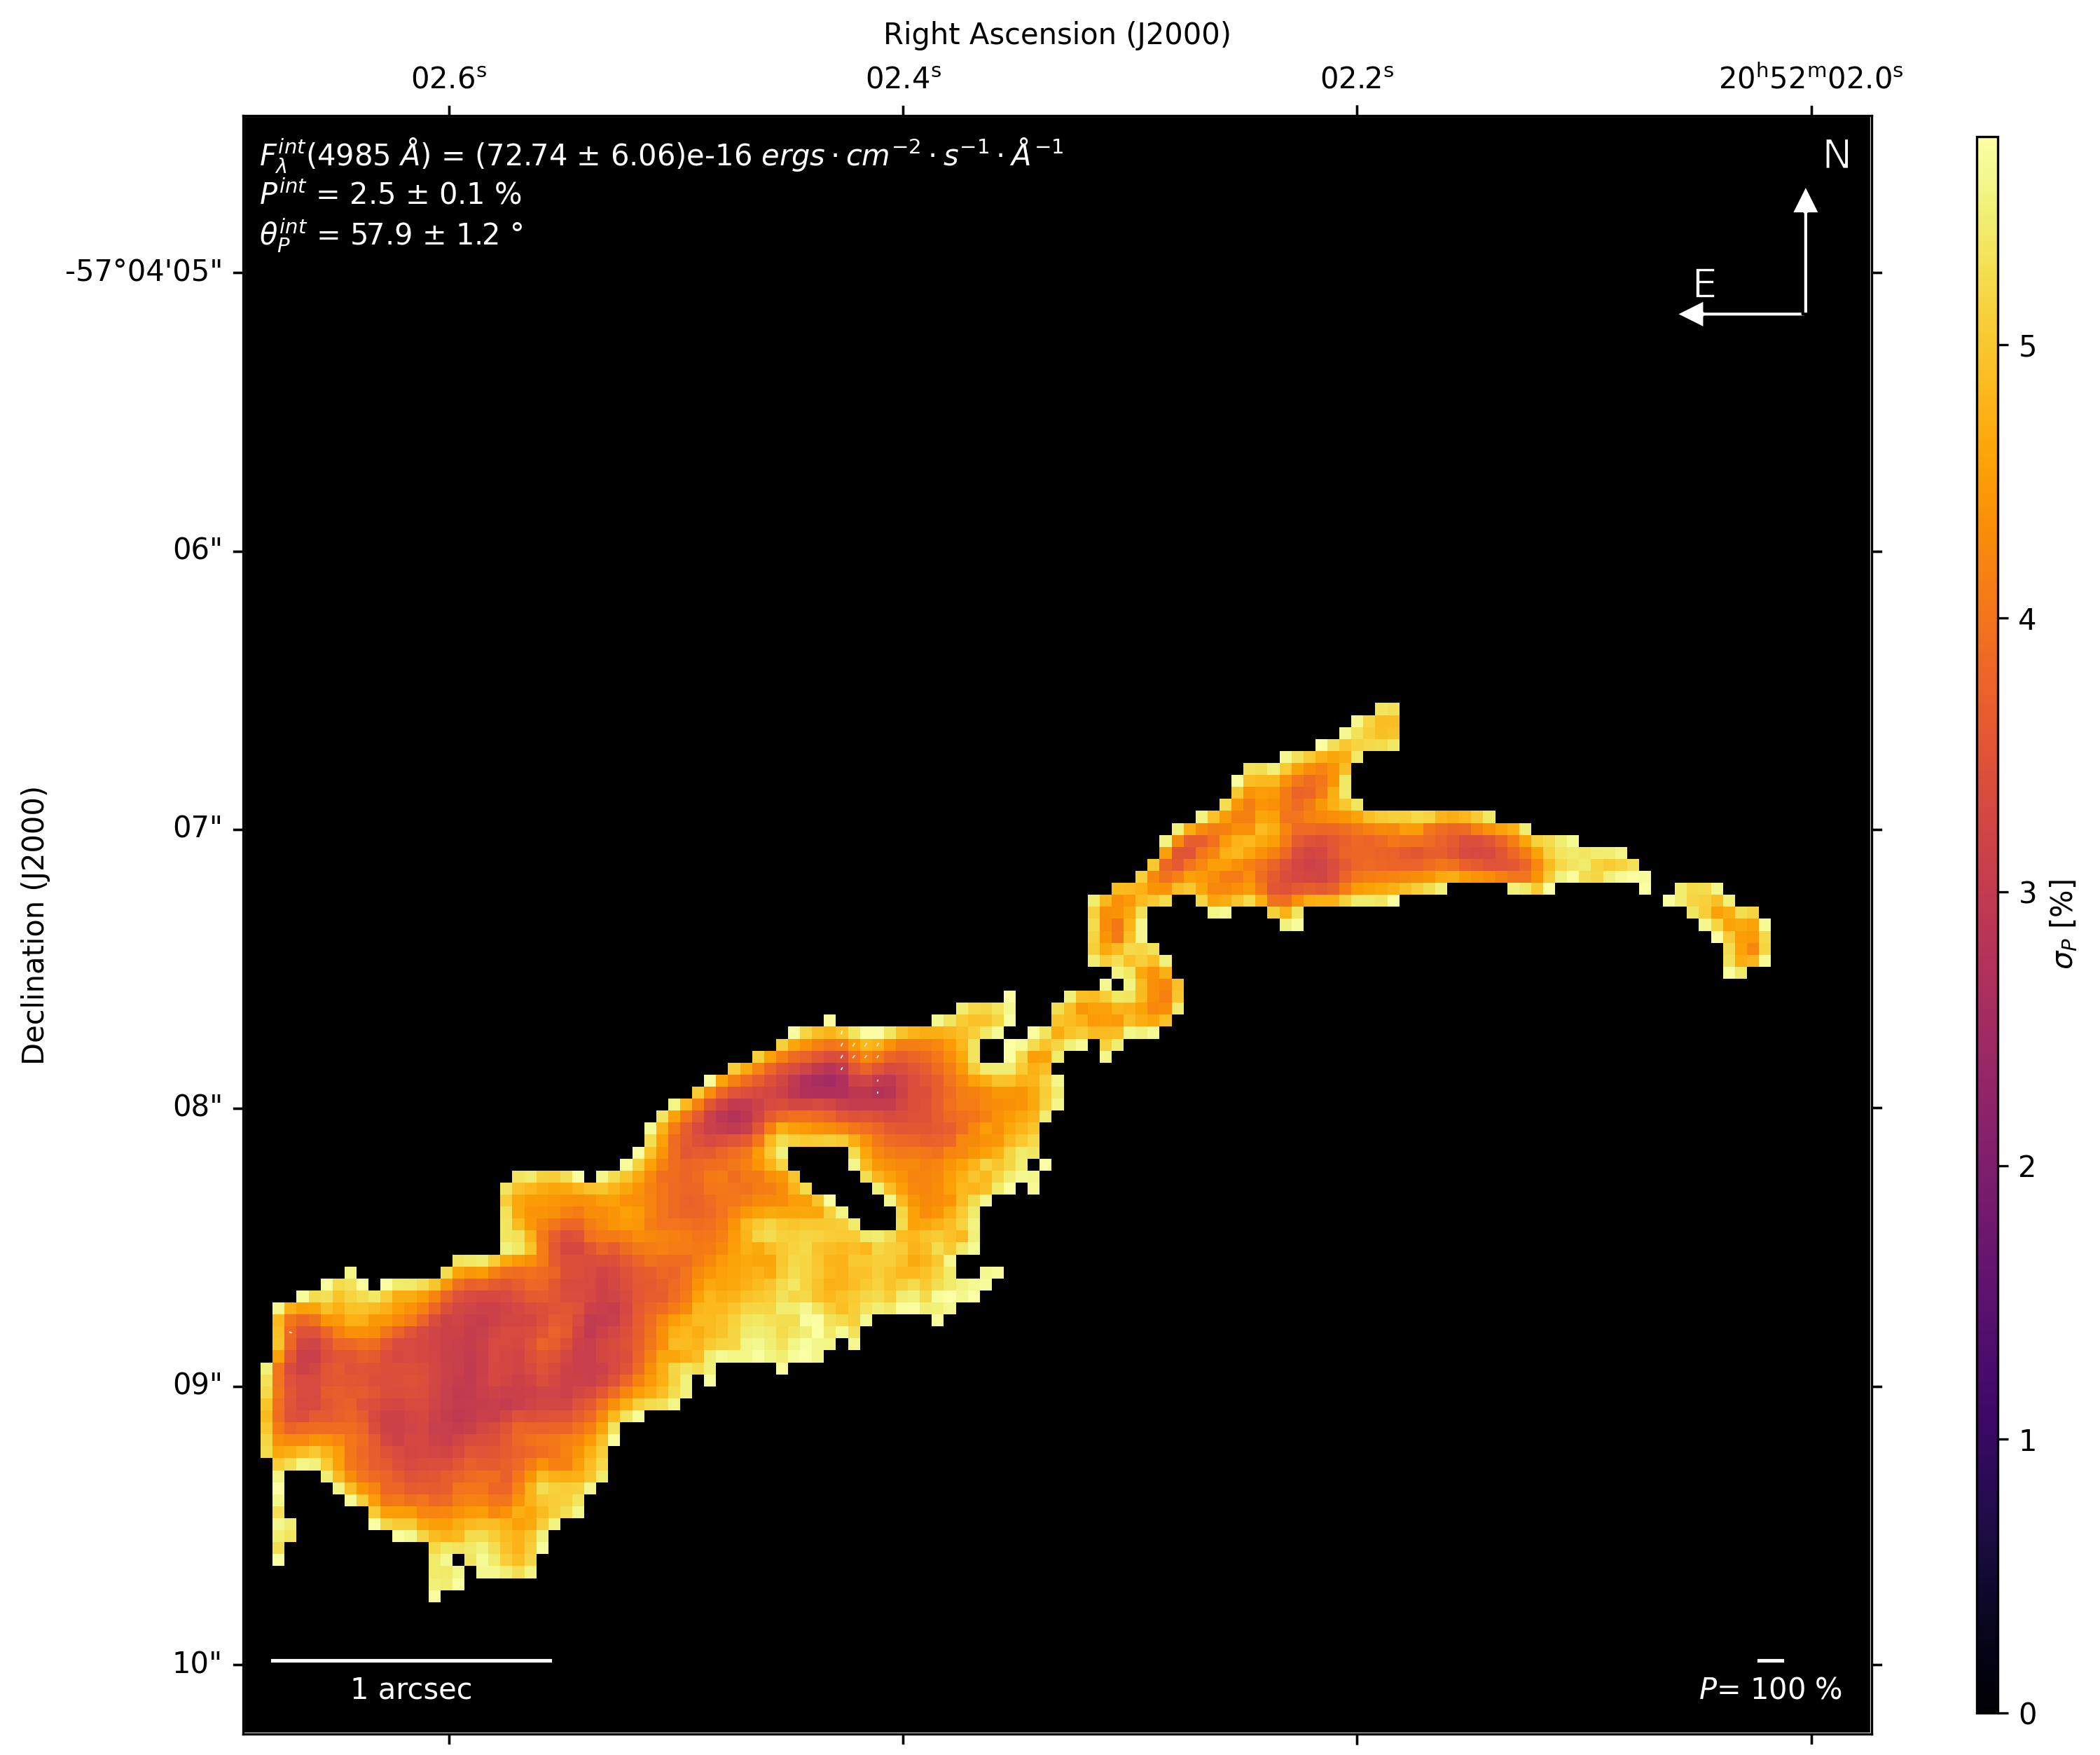 Right Ascension (J2000)
02.6ˢ 02.4ˢ 02.2ˢ 20ʰ52ᵐ02.0ˢ
F_λ^int(4985 Å) = (72.74 ± 6.06)e-16 ergs · cm⁻² · s⁻¹ · Å⁻¹
P^int = 2.5 ± 0.1 %
θ_P^int = 57.9 ± 1.2 °
N
E
-57°04'05"
06"
07"
08"
09"
10"
Declination (J2000)
1 arcsec
P= 100 %
5
4
3
2
1
0
σ_P [%]